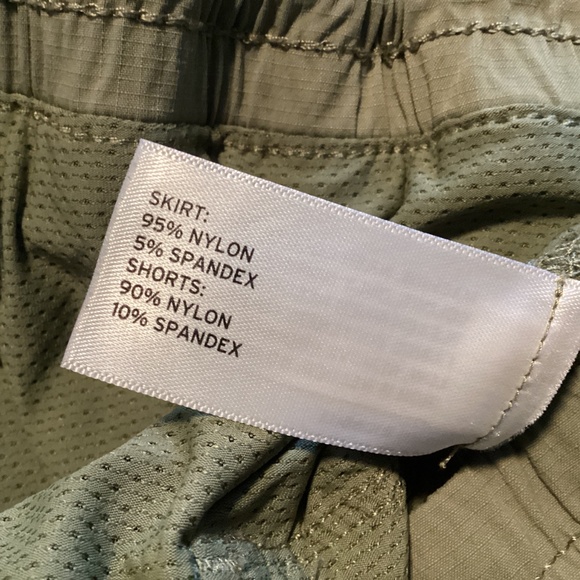 SKIRT:
95% NYLON
5% SPANDEX
SHORTS:
90% NYLON
10% SPANDEX